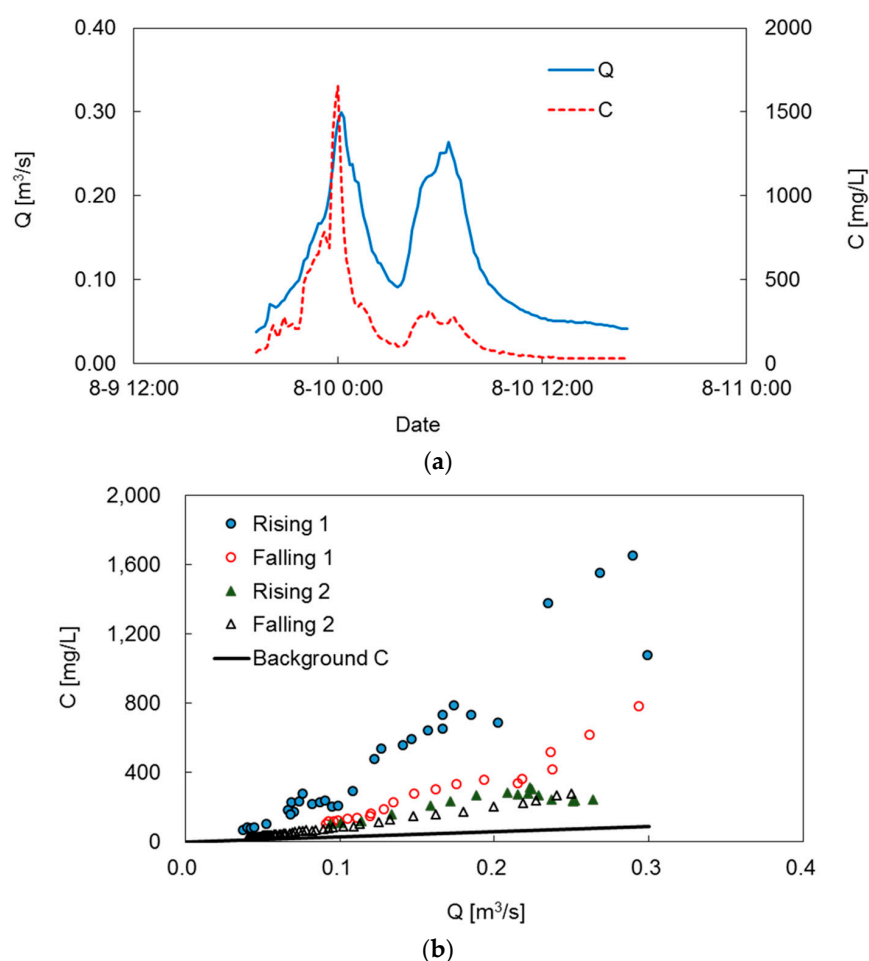 0.40
0.30
0.20
0.10
0.00
Q [m³/s]
2000
1500
1000
500
0
C [mg/L]
Q
C
8-9 12:00 8-10 0:00 8-10 12:00 8-11 0:00
Date
(a)
2,000
1,600
1,200
800
400
0
C [mg/L]
Rising 1
Falling 1
Rising 2
Falling 2
Background C
0.0 0.1 0.2 0.3 0.4
Q [m³/s]
(b)